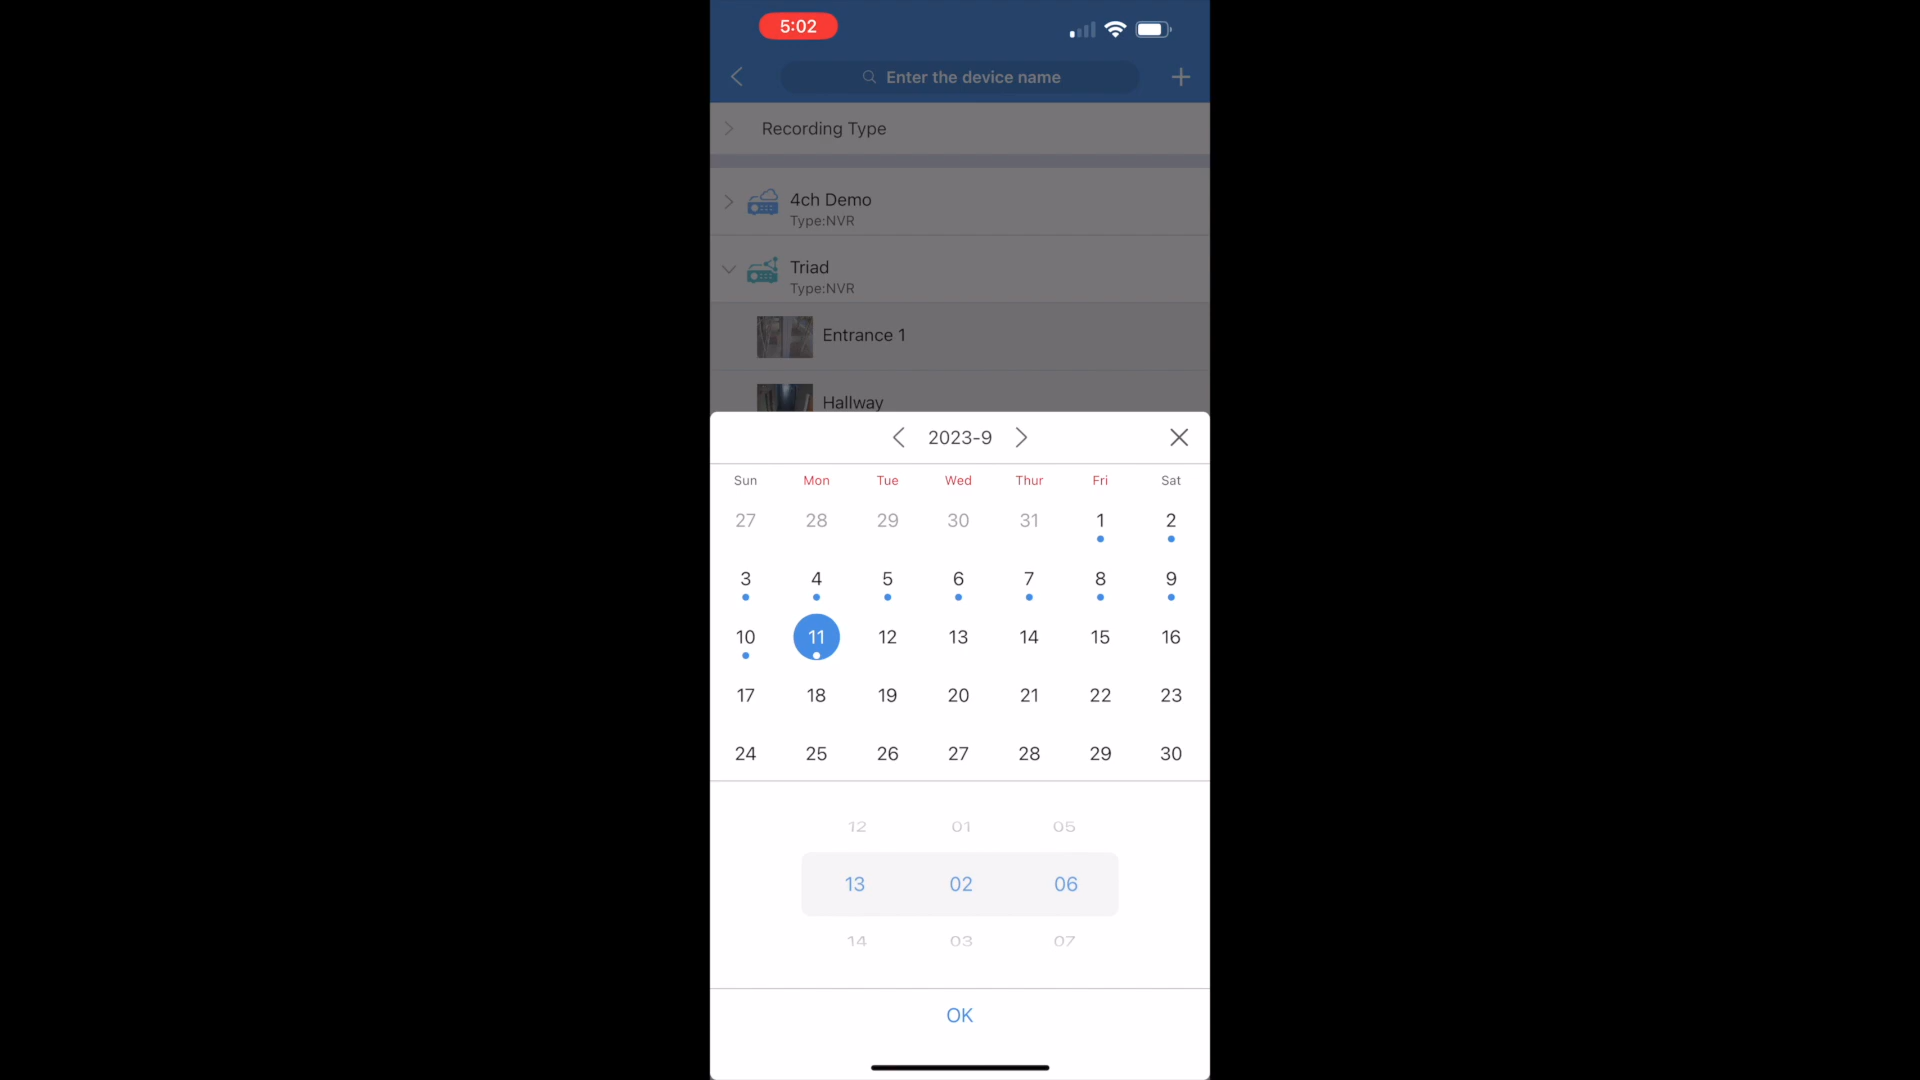 5:02
Enter the device name
Recording Type
4ch Demo
Type:NVR
Triad
Type:NVR
Entrance 1
Hallway
2023-9
Sun Mon Tue Wed Thur Fri Sat
27 28 29 30 31 1 2
3 4 5 6 7 8 9
10 11 12 13 14 15 16
17 18 19 20 21 22 23
24 25 26 27 28 29 30
12 01 05
13 02 06
14 03 07
OK